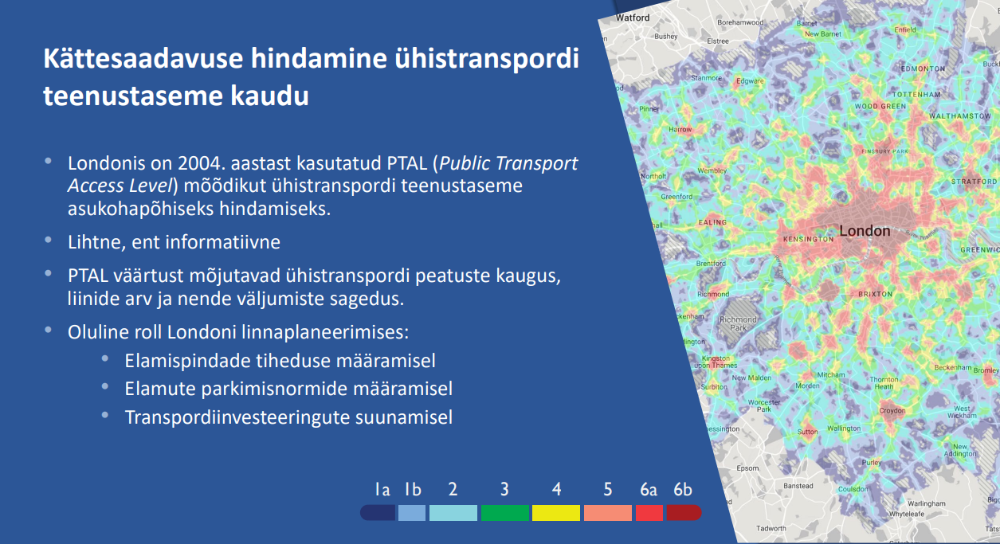 Kättesaadavuse hindamine ühistranspordi
teenustaseme kaudu
• Londonis on 2004. aastast kasutatud PTAL (Public Transport
Access Level) mõõdikut ühistranspordi teenustaseme
asukohapõhiseks hindamiseks.
• Lihtne, ent informatiivne
• PTAL väärtust mõjutavad ühistranspordi peatuste kaugus,
liinide arv ja nende väljumiste sagedus.
• Oluline roll Londoni linnaplaneerimises:
• Elamispindade tiheduse määramisel
• Elamute parkimisnormide määramisel
• Transpordiinvesteeringute suunamisel
1a 1b 2 3 4 5 6a 6b
Watford
Borehamwood
Barnet
Enfield
Bushey
Elstree
New Barnet
EDMONTON
Stanmore
Edgware
TOTTENHAM
WOOD GREEN
Pinner
WALTHAMSTOW
Harrow
FINSBURY PARK
Wembley
Northolt
STRATFORD
Greenford
EALING
London
KENSINGTON
Brentford
Richmond
BRIXTON
Richmond
Park
Kingston
upon Thames
New Malden
Mitcham
Beckenham
Bromley
Surbiton
Morden
Thornton
Heath
Worcester
Park
Croydon
West
Wickham
Sutton
Wallington
New
Addington
Epsom
Purley
Banstead
Coulsdon
Warlingham
Whyteleafe
Tadworth